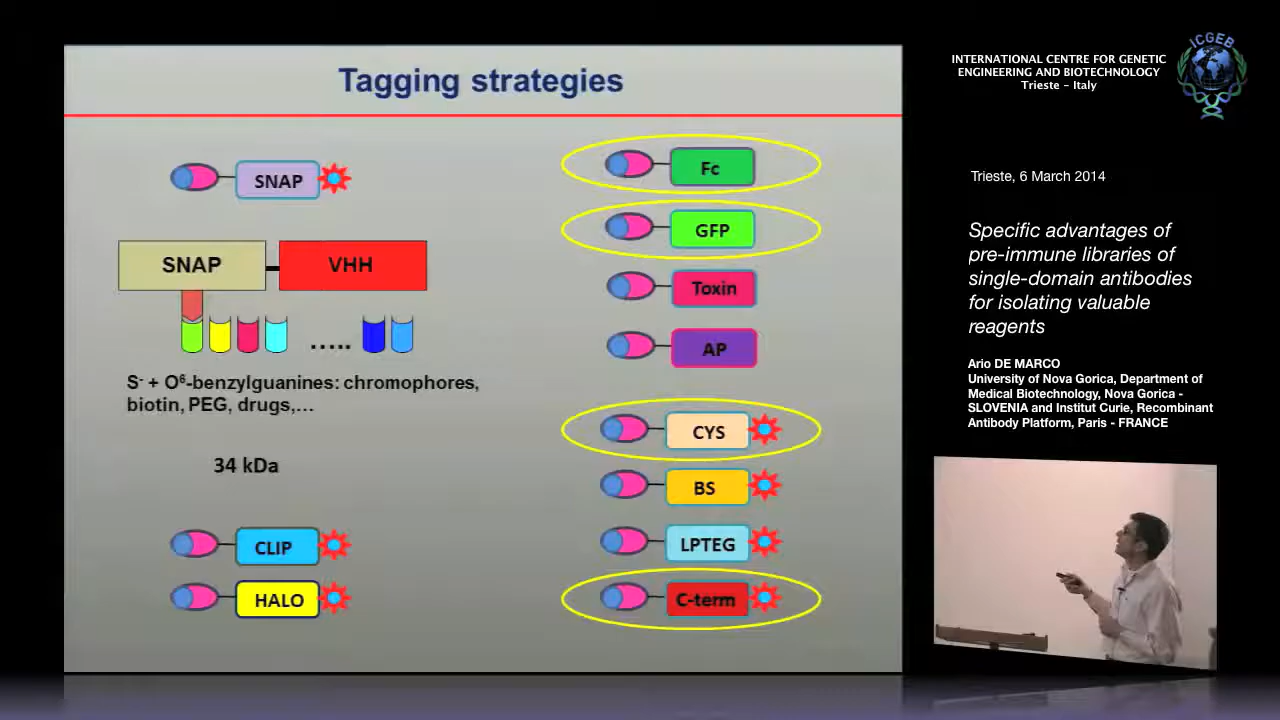 Tagging strategies
SNAP
SNAP
VHH
.....
S- + O6-benzylguanines: chromophores,
biotin, PEG, drugs,...
34 kDa
CLIP
HALO
Fc
GFP
Toxin
AP
CYS
BS
LPTEG
C-term
INTERNATIONAL CENTRE FOR GENETIC
ENGINEERING AND BIOTECHNOLOGY
Trieste – Italy
ICGEB
Trieste, 6 March 2014
Specific advantages of
pre-immune libraries of
single-domain antibodies
for isolating valuable
reagents
Ario DE MARCO
University of Nova Gorica, Department of
Medical Biotechnology, Nova Gorica -
SLOVENIA and Institut Curie, Recombinant
Antibody Platform, Paris - FRANCE